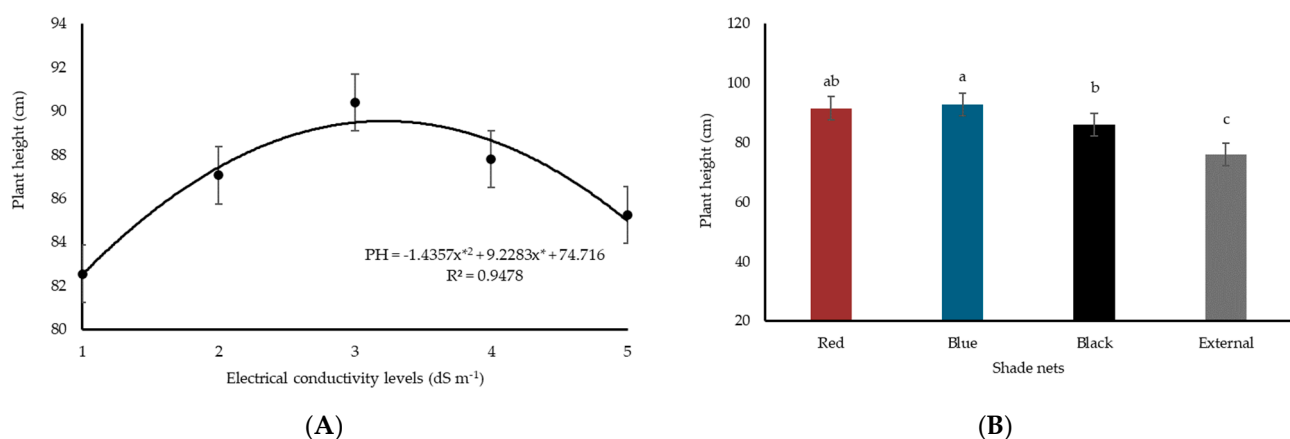 94
92
90
88
86
84
82
80
Plant height (cm)
PH = -1.4357x*² + 9.2283x* + 74.716
R² = 0.9478
1 2 3 4 5
Electrical conductivity levels (dS m⁻¹)
(A)
120
100
80
60
40
20
Plant height (cm)
ab a b c
Red Blue Black External
Shade nets
(B)